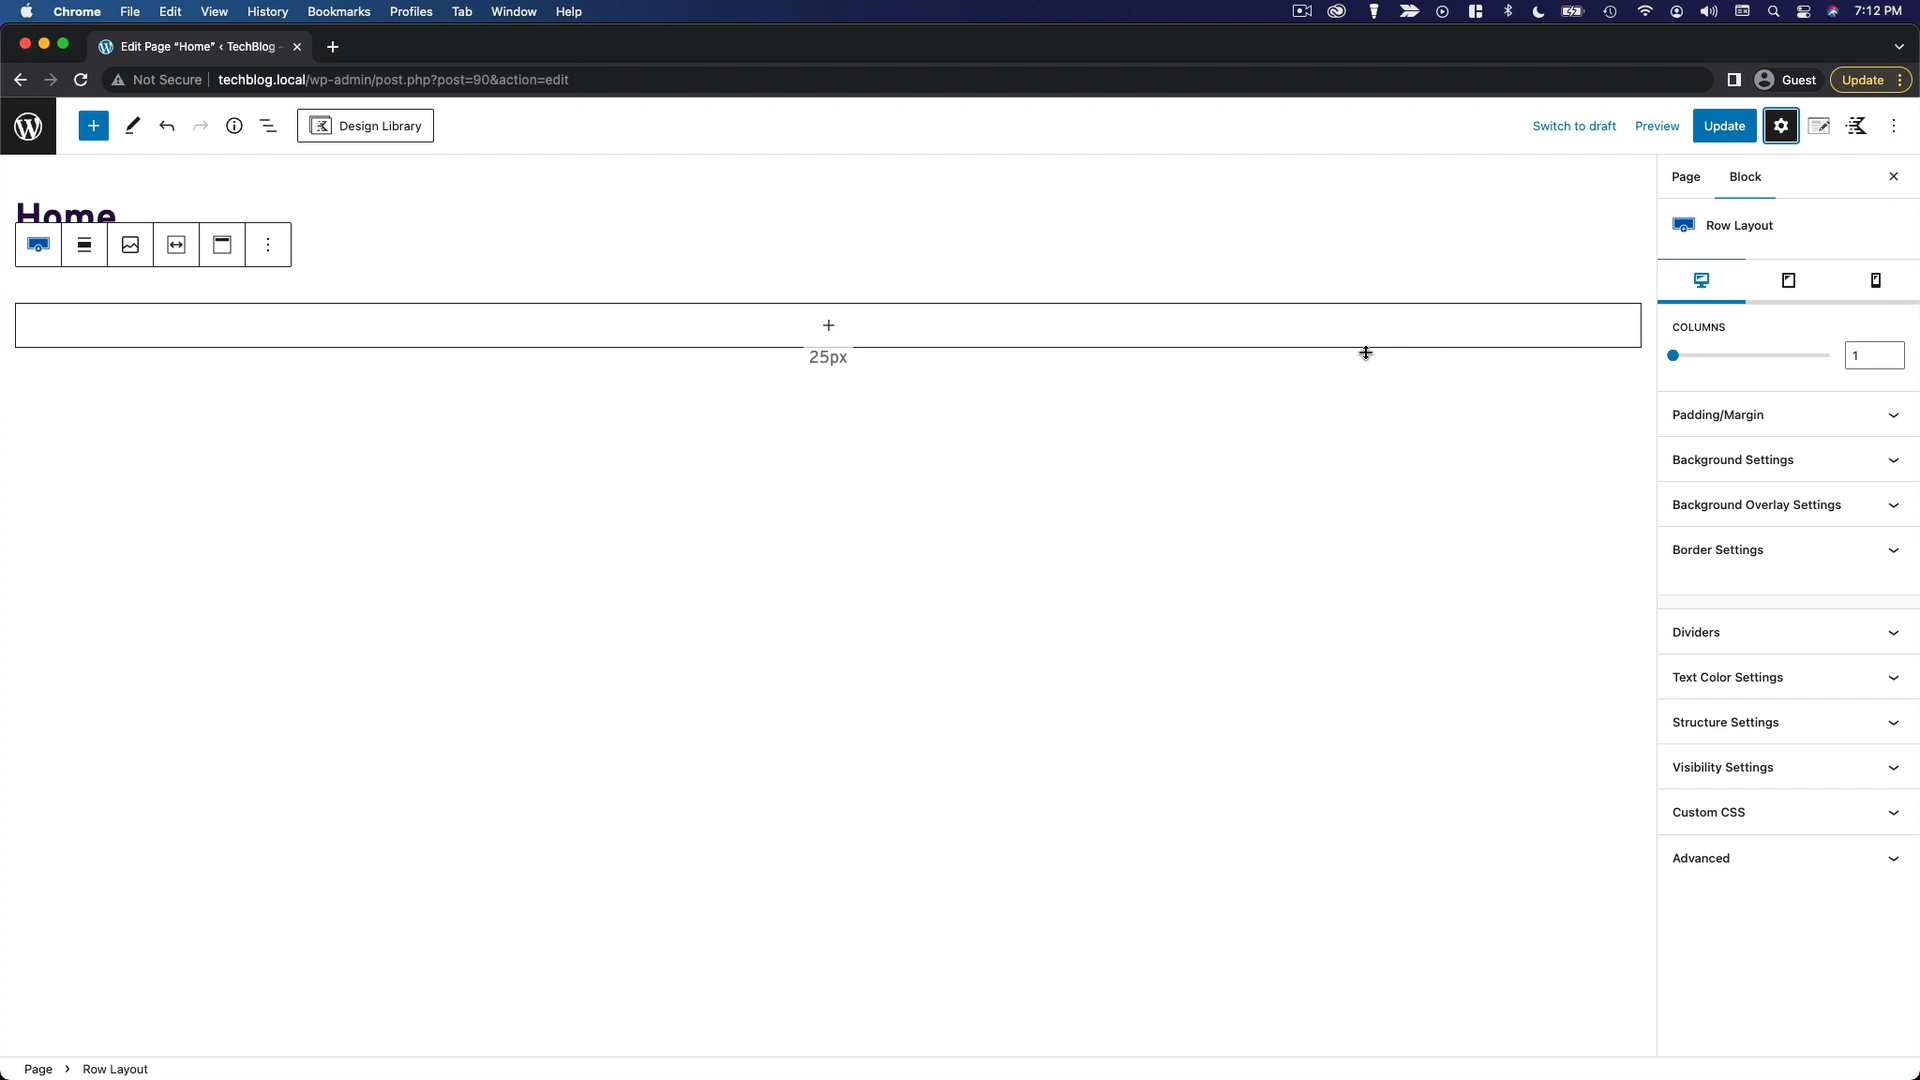 Chrome File Edit View History Bookmarks Profiles Tab Window Help 7:12 PM
Edit Page “Home” ‹ TechBlog -
Not Secure techblog.local/wp-admin/post.php?post=90&action=edit Guest Update
Design Library Switch to draft Preview Update
Page Block
Home
Row Layout
COLUMNS
1
25px
Padding/Margin
Background Settings
Background Overlay Settings
Border Settings
Dividers
Text Color Settings
Structure Settings
Visibility Settings
Custom CSS
Advanced
Page › Row Layout